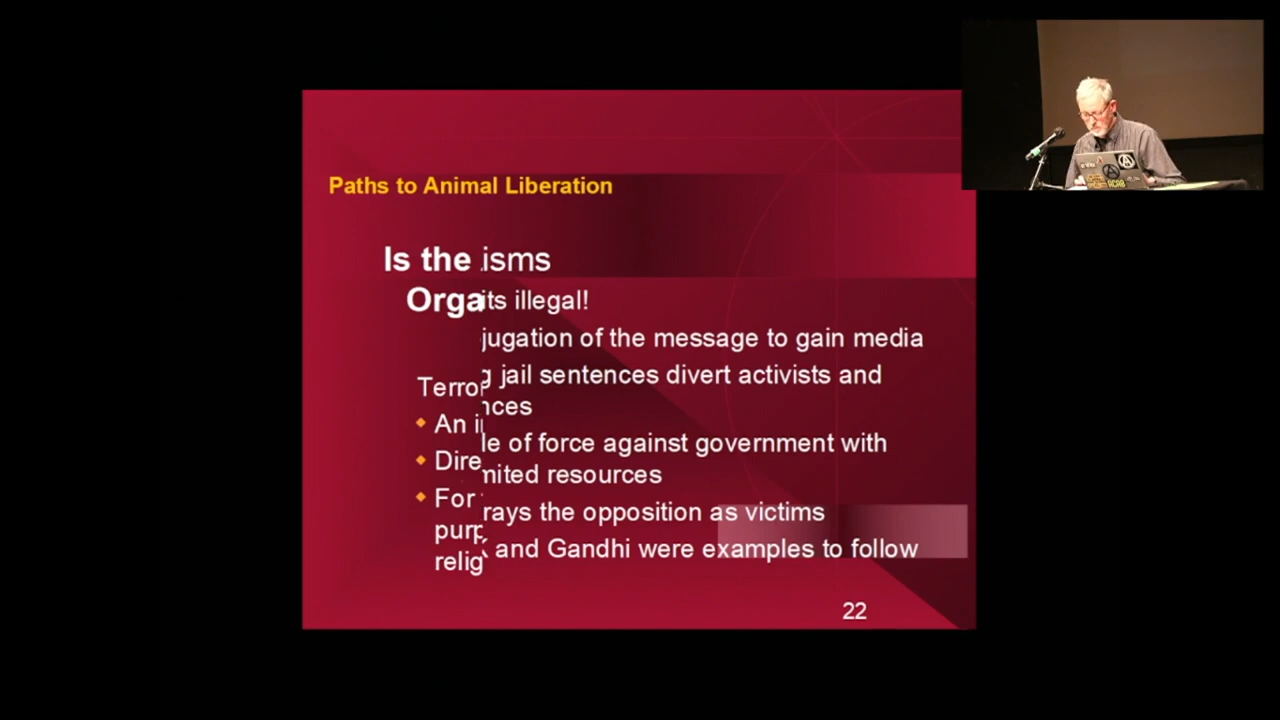 Paths to Animal Liberation
Is the isms
Orga its illegal!
jugation of the message to gain media
Terro g jail sentences divert activists and
nces
An i
le of force against government with
Dire
mited resources
For
rays the opposition as victims
purp
and Gandhi were examples to follow
relig
22
ACAB